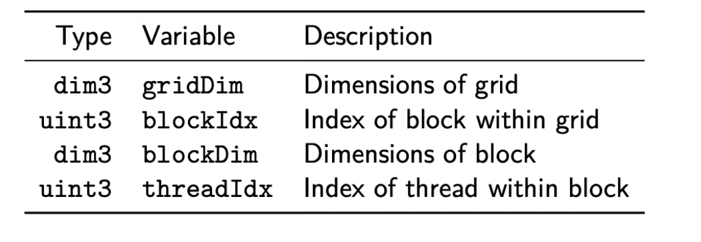 Type Variable Description
dim3 gridDim Dimensions of grid
uint3 blockIdx Index of block within grid
dim3 blockDim Dimensions of block
uint3 threadIdx Index of thread within block